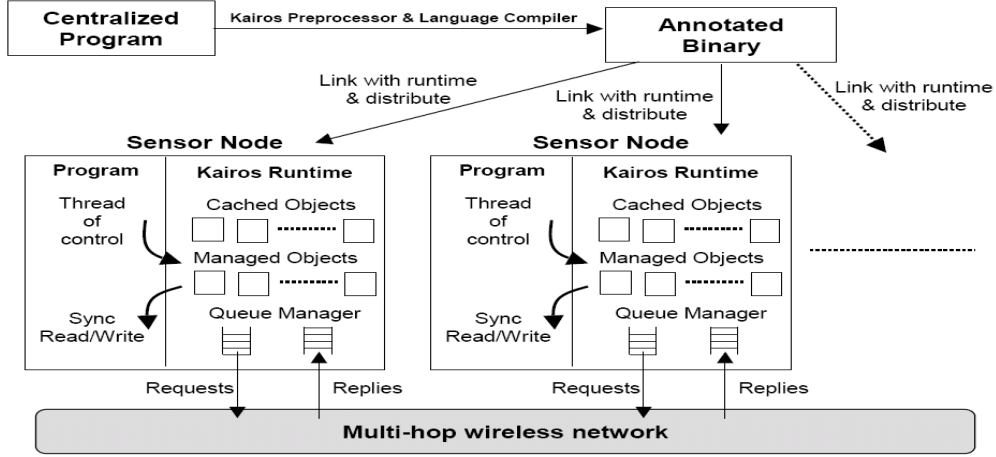 Centralized
Program
Kairos Preprocessor & Language Compiler
Annotated
Binary
Link with runtime
& distribute
Link with runtime
& distribute
Link with runtime
& distribute
Sensor Node
Program
Kairos Runtime
Thread
of
control
Cached Objects
Managed Objects
Sync
Read/Write
Queue Manager
Requests
Replies
Sensor Node
Program
Kairos Runtime
Thread
of
control
Cached Objects
Managed Objects
Sync
Read/Write
Queue Manager
Requests
Replies
Multi-hop wireless network